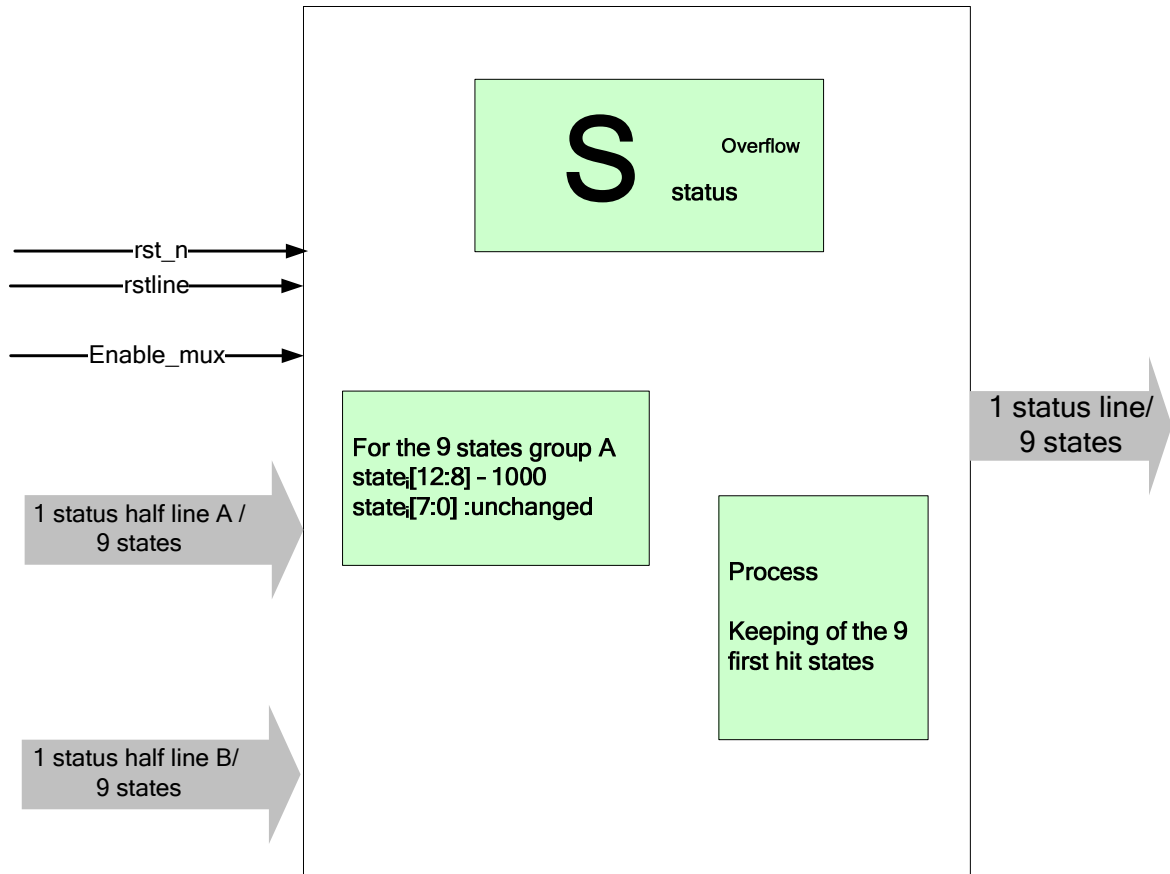 S
Overflow
status
rst_n
rstline
Enable_mux
1 status line/
9 states
For the 9 states group A
statei[12:8] – 1000
statei[7:0] :unchanged
1 status half line A /
9 states
Process
Keeping of the 9
first hit states
1 status half line B/
9 states